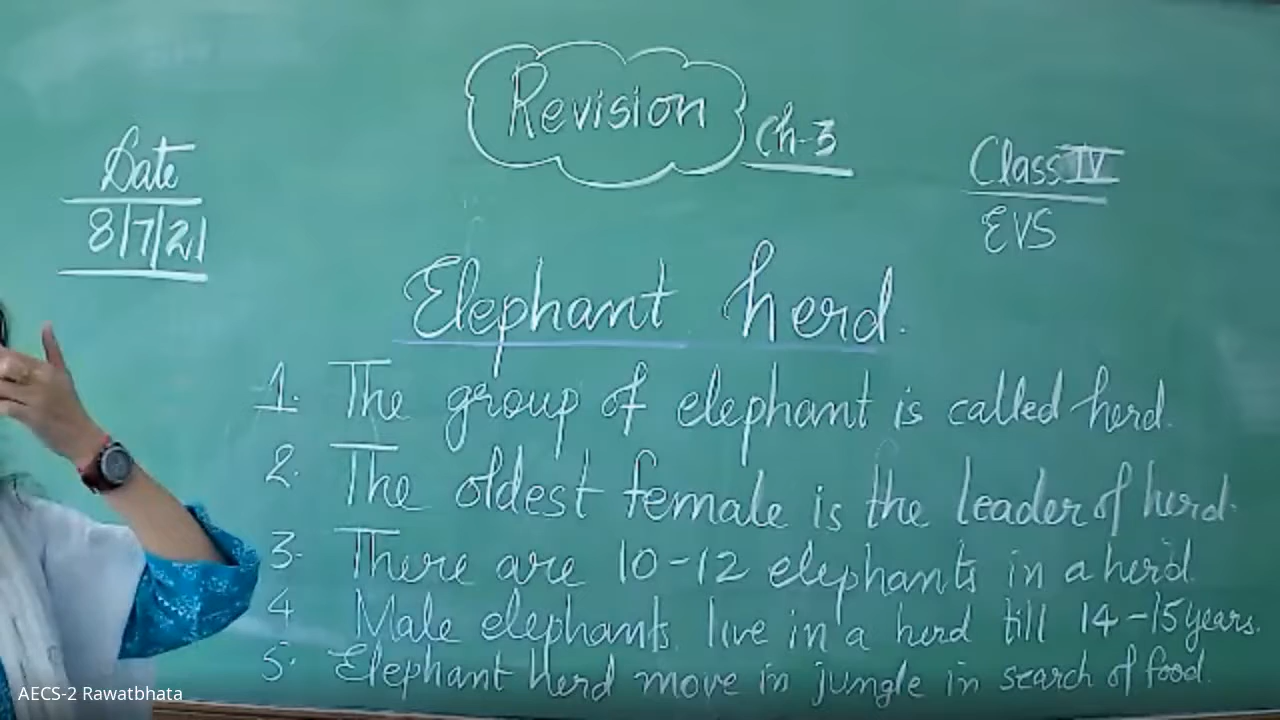 Revision Ch-3
Date
8/7/21
Class IV
EVS
Elephant herd.
1. The group of elephant is called herd.
2. The oldest female is the leader of herd.
3. There are 10-12 elephants in a herd.
4 Male elephants live in a herd till 14-15 years.
5. Elephant herd move in jungle in search of food.
AECS-2 Rawatbhata